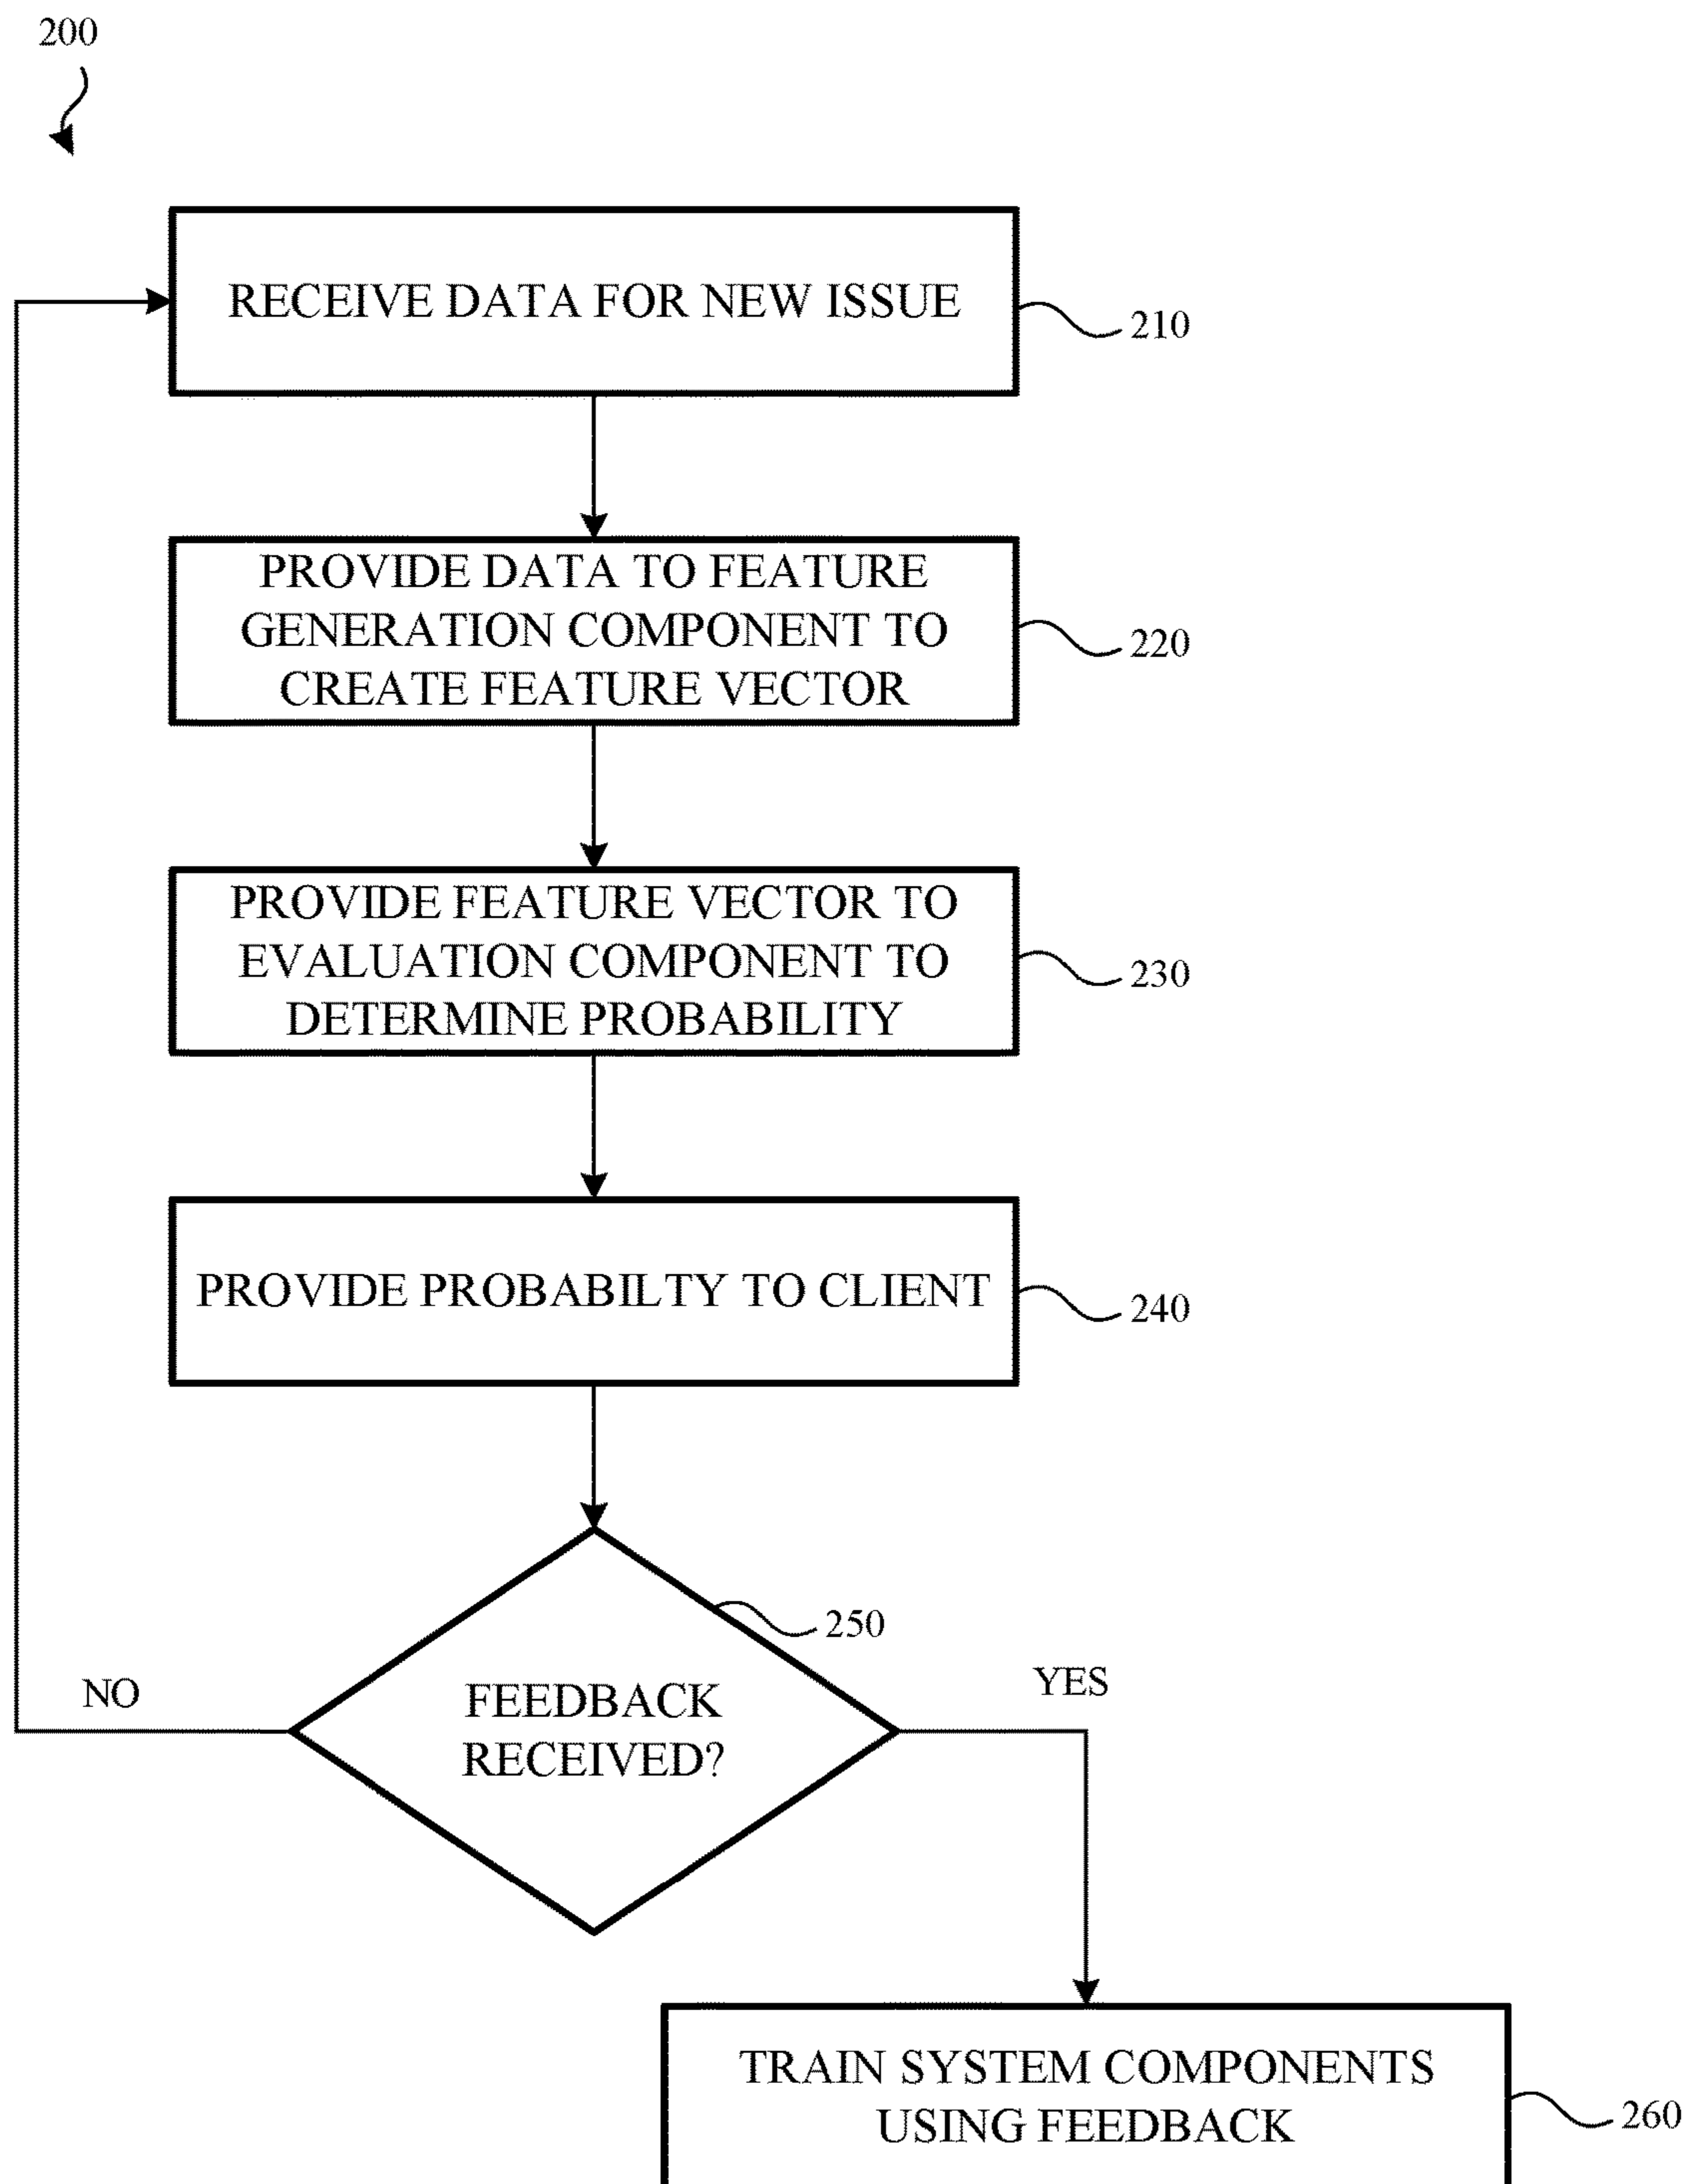 200
RECEIVE DATA FOR NEW ISSUE
210
PROVIDE DATA TO FEATURE
GENERATION COMPONENT TO
CREATE FEATURE VECTOR
220
PROVIDE FEATURE VECTOR TO
EVALUATION COMPONENT TO
DETERMINE PROBABILITY
230
PROVIDE PROBABILTY TO CLIENT
240
250
NO
FEEDBACK
RECEIVED?
YES
TRAIN SYSTEM COMPONENTS
USING FEEDBACK
260